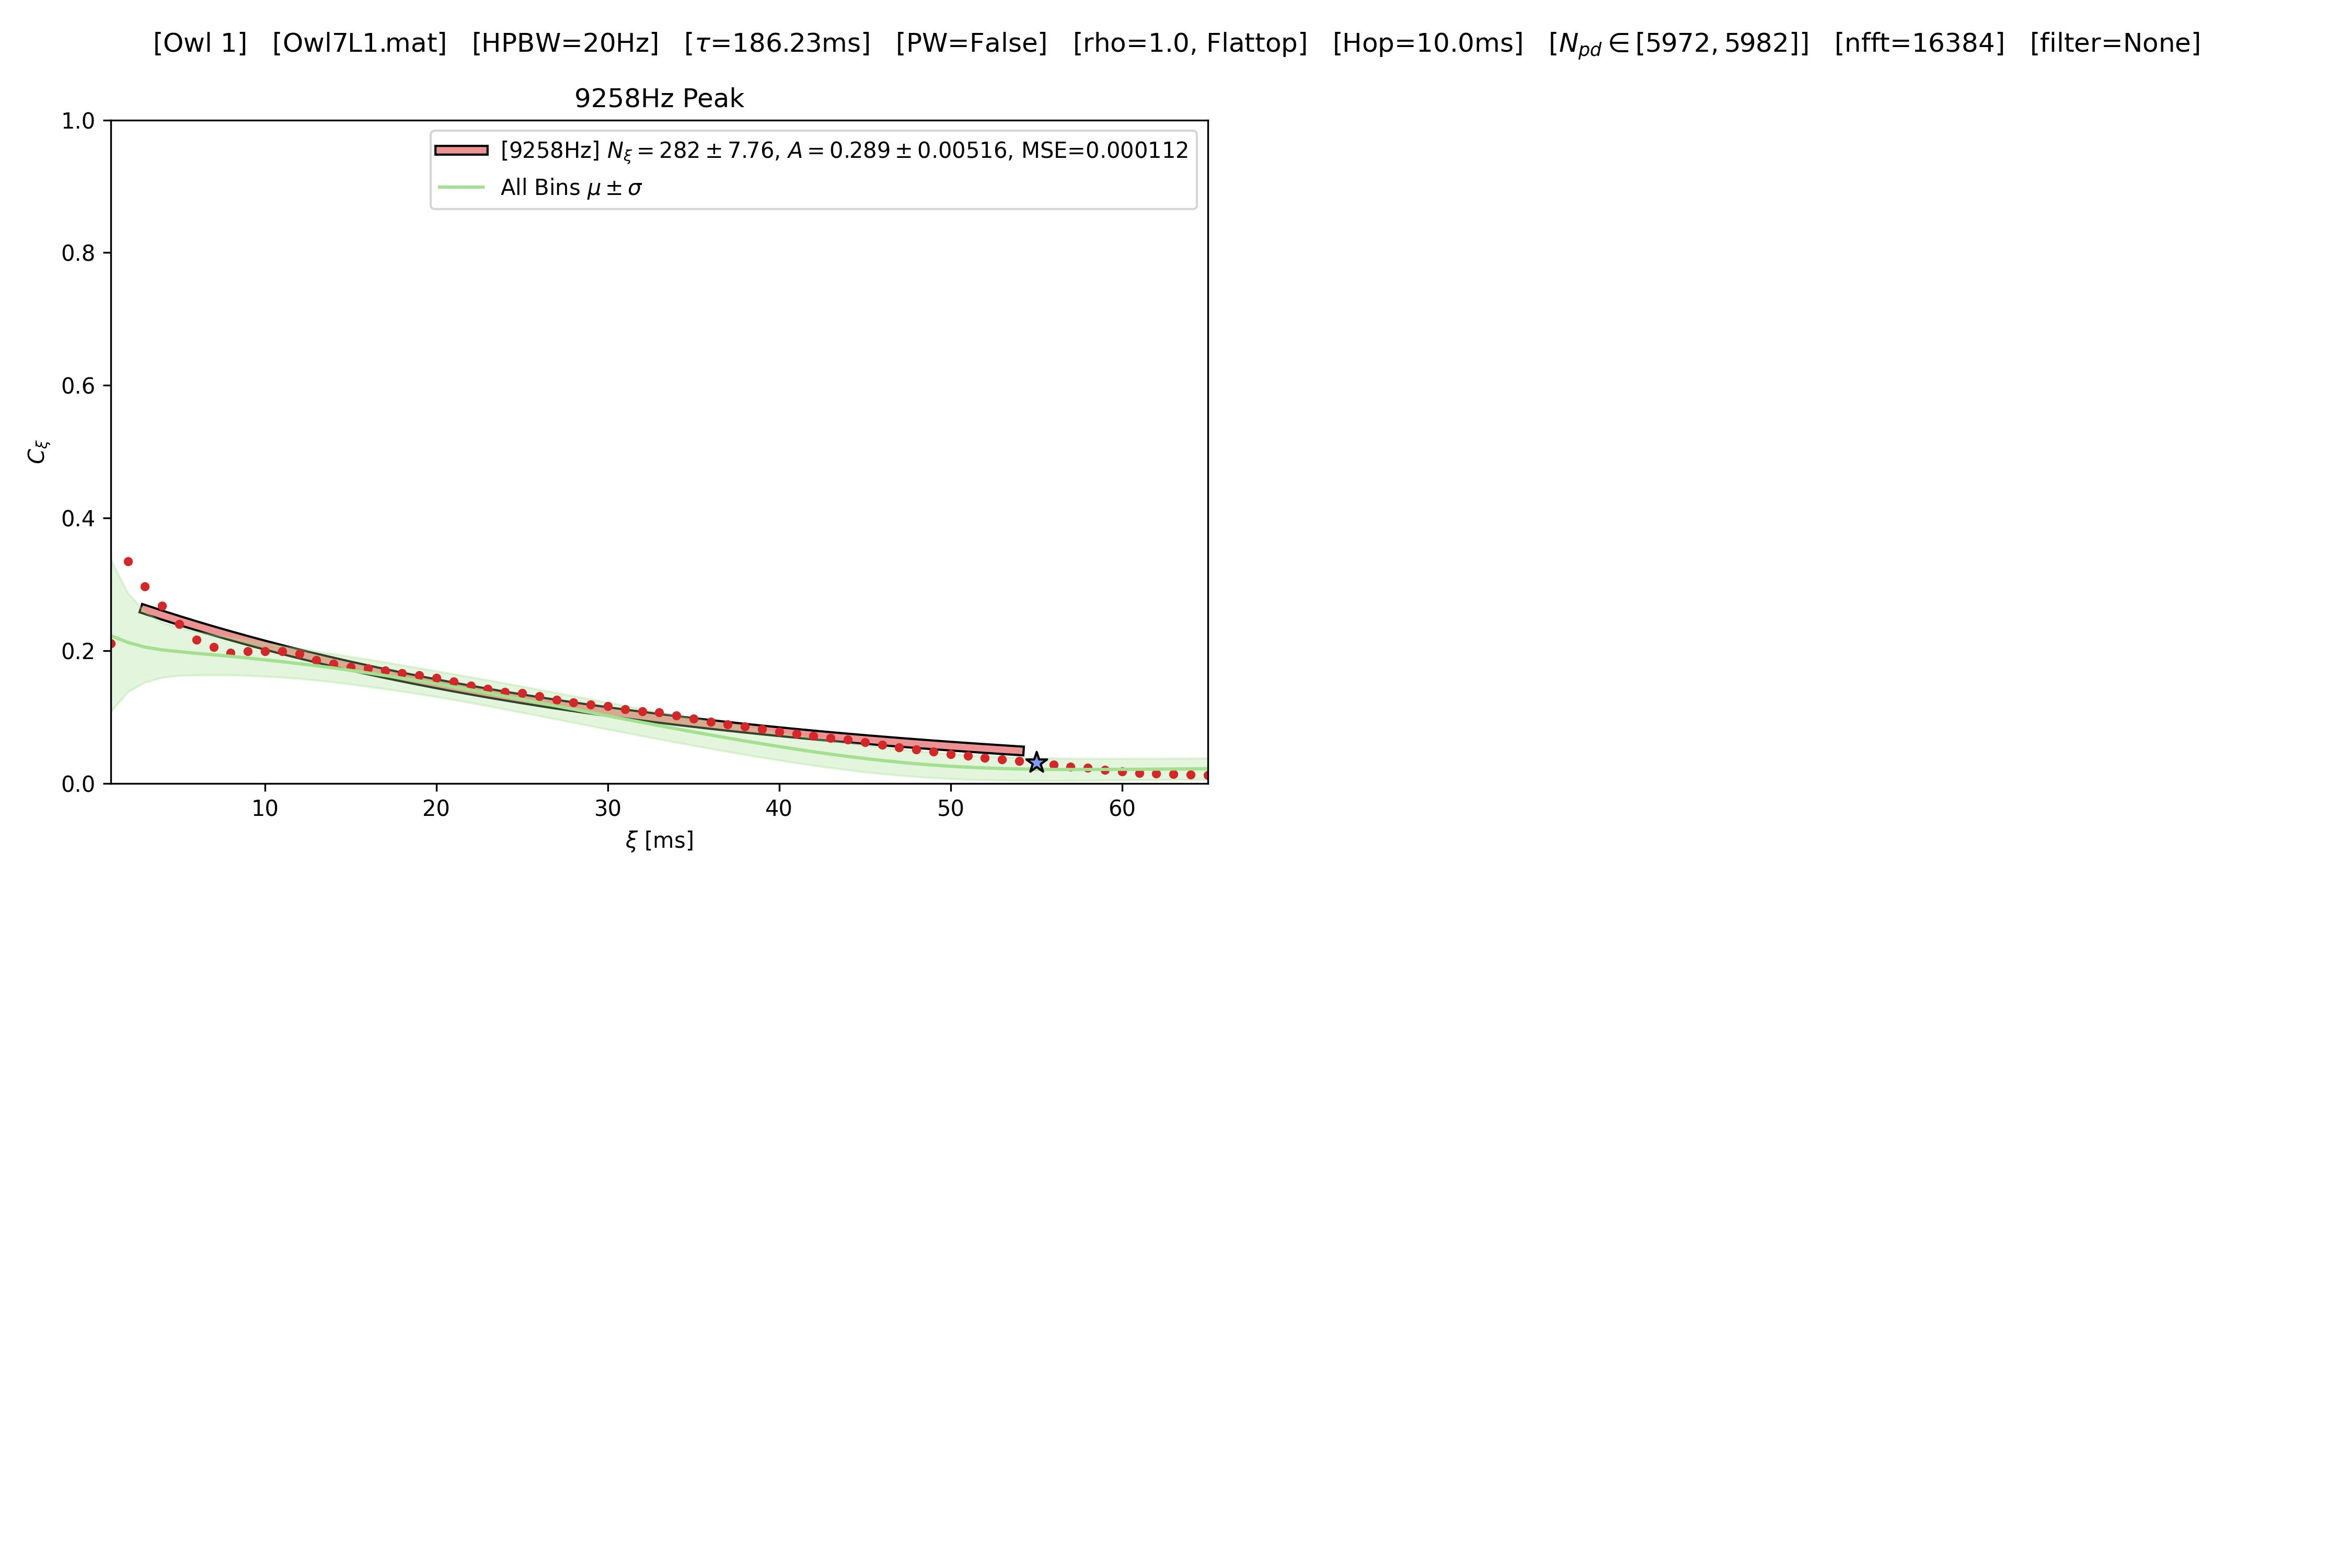 [Owl 1]   [Owl7L1.mat]   [HPBW=20Hz]   [τ=186.23ms]   [PW=False]   [rho=1.0, Flattop]   [Hop=10.0ms]   [N_pd ∈ [5972, 5982]]   [nfft=16384]   [filter=None]
9258Hz Peak
[9258Hz] N_ξ = 282 ± 7.76, A = 0.289 ± 0.00516, MSE=0.000112
All Bins μ ± σ
1.0
0.8
0.6
0.4
0.2
0.0
C_ξ
10 20 30 40 50 60
ξ [ms]